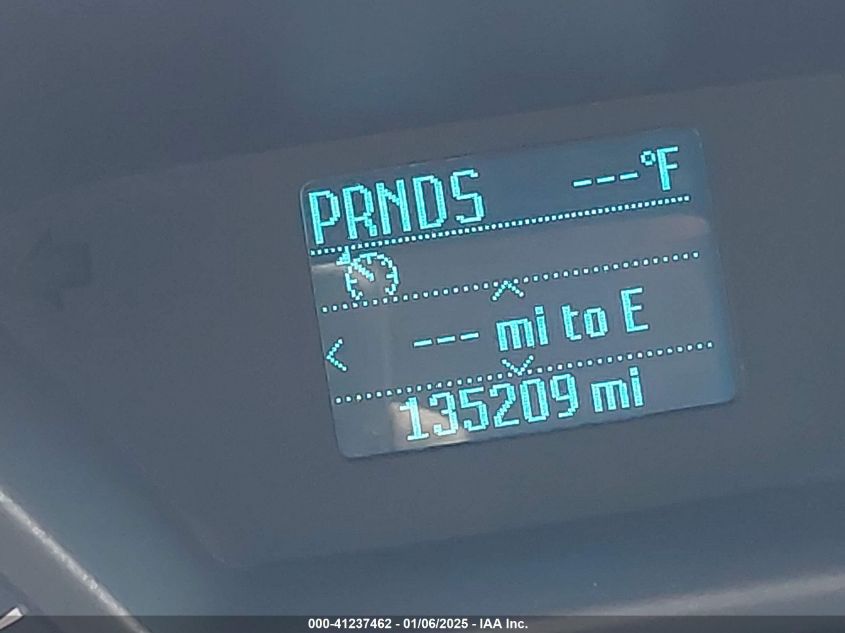 PRNDS ---°F
--- mi to E
135209 mi
000-41237462 - 01/06/2025 - IAA Inc.